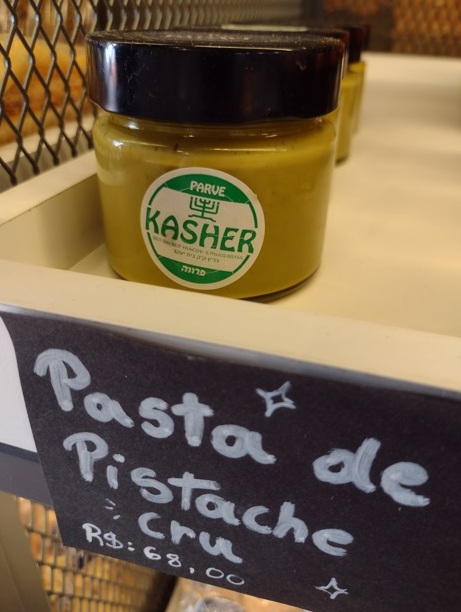 PARVE
KASHER
פרווה
Pasta de
Pistache
cru
R$: 68,00